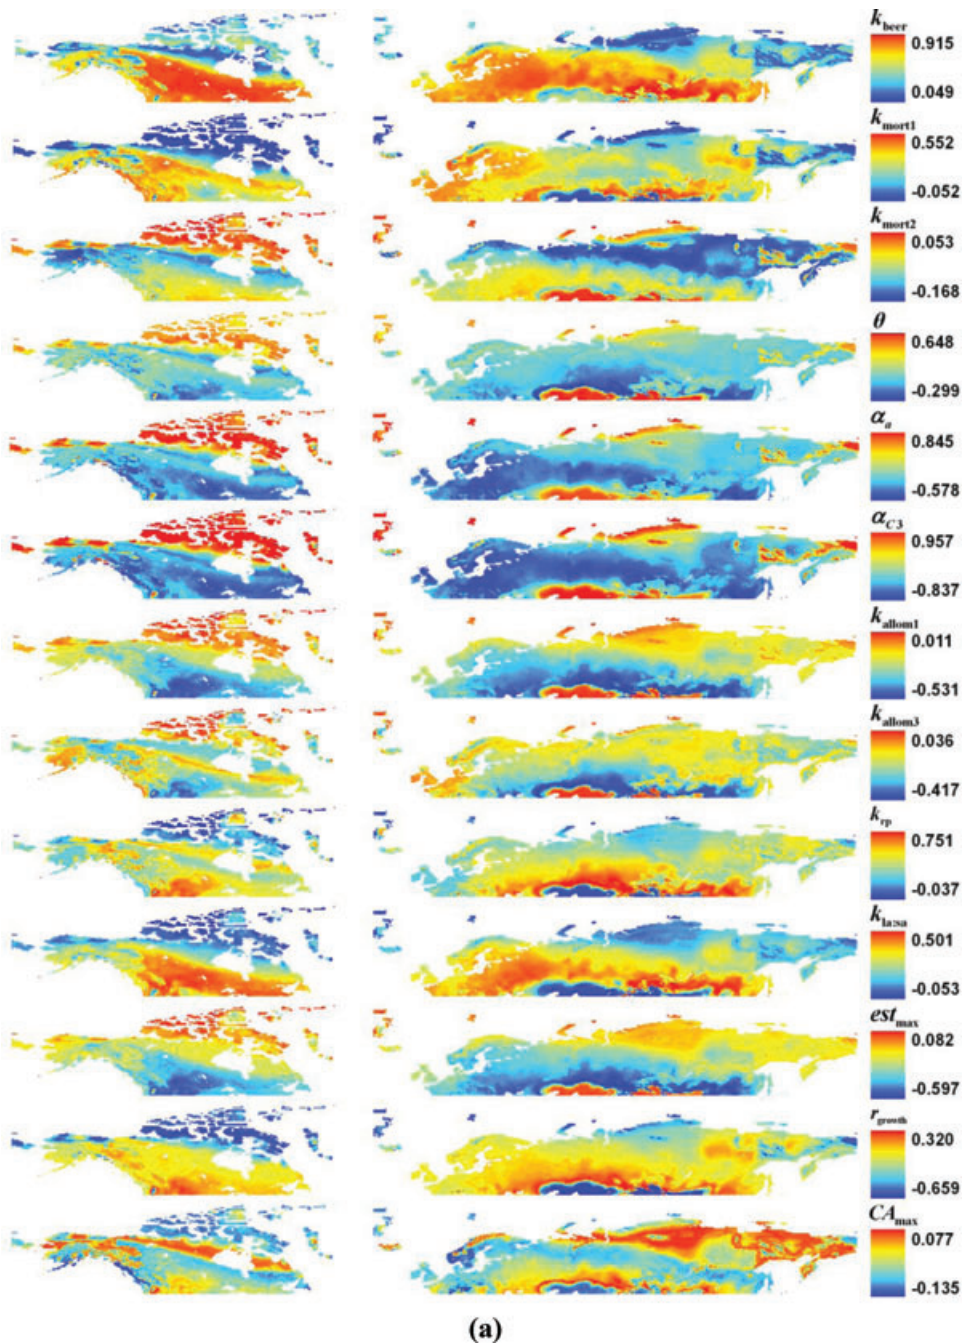 k_beer
0.915
0.049
k_mort1
0.552
-0.052
k_mort2
0.053
-0.168
θ
0.648
-0.299
α_a
0.845
-0.578
α_C3
0.957
-0.837
k_allom1
0.011
-0.531
k_allom3
0.036
-0.417
k_rp
0.751
-0.037
k_la:sa
0.501
-0.053
est_max
0.082
-0.597
r_growth
0.320
-0.659
CA_max
0.077
-0.135
(a)